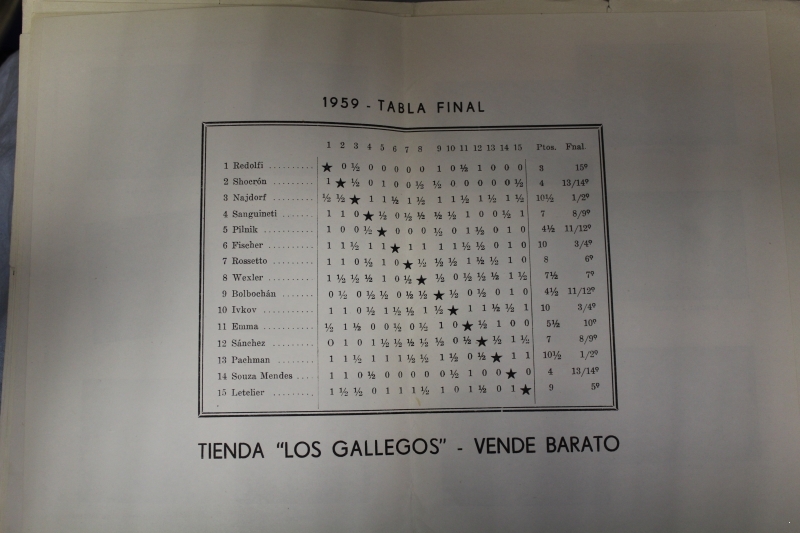 1959 - TABLA FINAL
1 2 3 4 5 6 7 8 9 10 11 12 13 14 15 Ptos. Fnal.
1 Redolfi .......... ★ 0 ½ 0 0 0 0 0 1 0 ½ 1 0 0 0 3 15º
2 Shocrón .......... 1 ★ ½ 0 1 0 0 ½ ½ 0 0 0 0 0 ½ 4 13/14º
3 Najdorf .......... ½ ½ ★ 1 1 ½ 1 ½ 1 1 ½ 1 ½ 1 ½ 10½ 1/2º
4 Sanguineti ...... 1 1 0 ★ ½ 0 ½ ½ ½ ½ 1 0 0 ½ 1 7 8/9º
5 Pilnik .......... 1 0 0 ½ ★ 0 0 0 ½ 0 1 ½ 0 1 0 4½ 11/12º
6 Fischer .......... 1 1 ½ 1 1 ★ 1 1 1 1 ½ ½ 0 1 0 10 3/4º
7 Rossetto ........ 1 1 0 ½ 1 0 ★ ½ ½ ½ 1 ½ ½ 1 0 8 6º
8 Wexler .......... 1 ½ ½ ½ 1 0 ½ ★ ½ 0 ½ ½ ½ 1 ½ 7½ 7º
9 Bolbochán ...... 0 ½ 0 ½ ½ 0 ½ ½ ★ ½ 0 ½ 0 1 0 4½ 11/12º
10 Ivkov .......... 1 1 0 ½ 1 ½ ½ 1 ½ ★ 1 1 ½ ½ 1 10 3/4º
11 Emma .......... ½ 1 ½ 0 0 ½ 0 ½ 1 0 ★ ½ 1 0 0 5½ 10º
12 Sánchez ........ 0 1 0 1 ½ ½ ½ ½ ½ 0 ½ ★ ½ 1 ½ 7 8/9º
13 Pachman ........ 1 1 ½ 1 1 1 ½ ½ 1 ½ 0 ½ ★ 1 1 10½ 1/2º
14 Souza Mendes .... 1 1 0 ½ 0 0 0 0 0 ½ 1 0 0 ★ 0 4 13/14º
15 Letelier ......... 1 ½ ½ 0 1 1 1 ½ 1 0 1 ½ 0 1 ★ 9 5º
TIENDA "LOS GALLEGOS" - VENDE BARATO